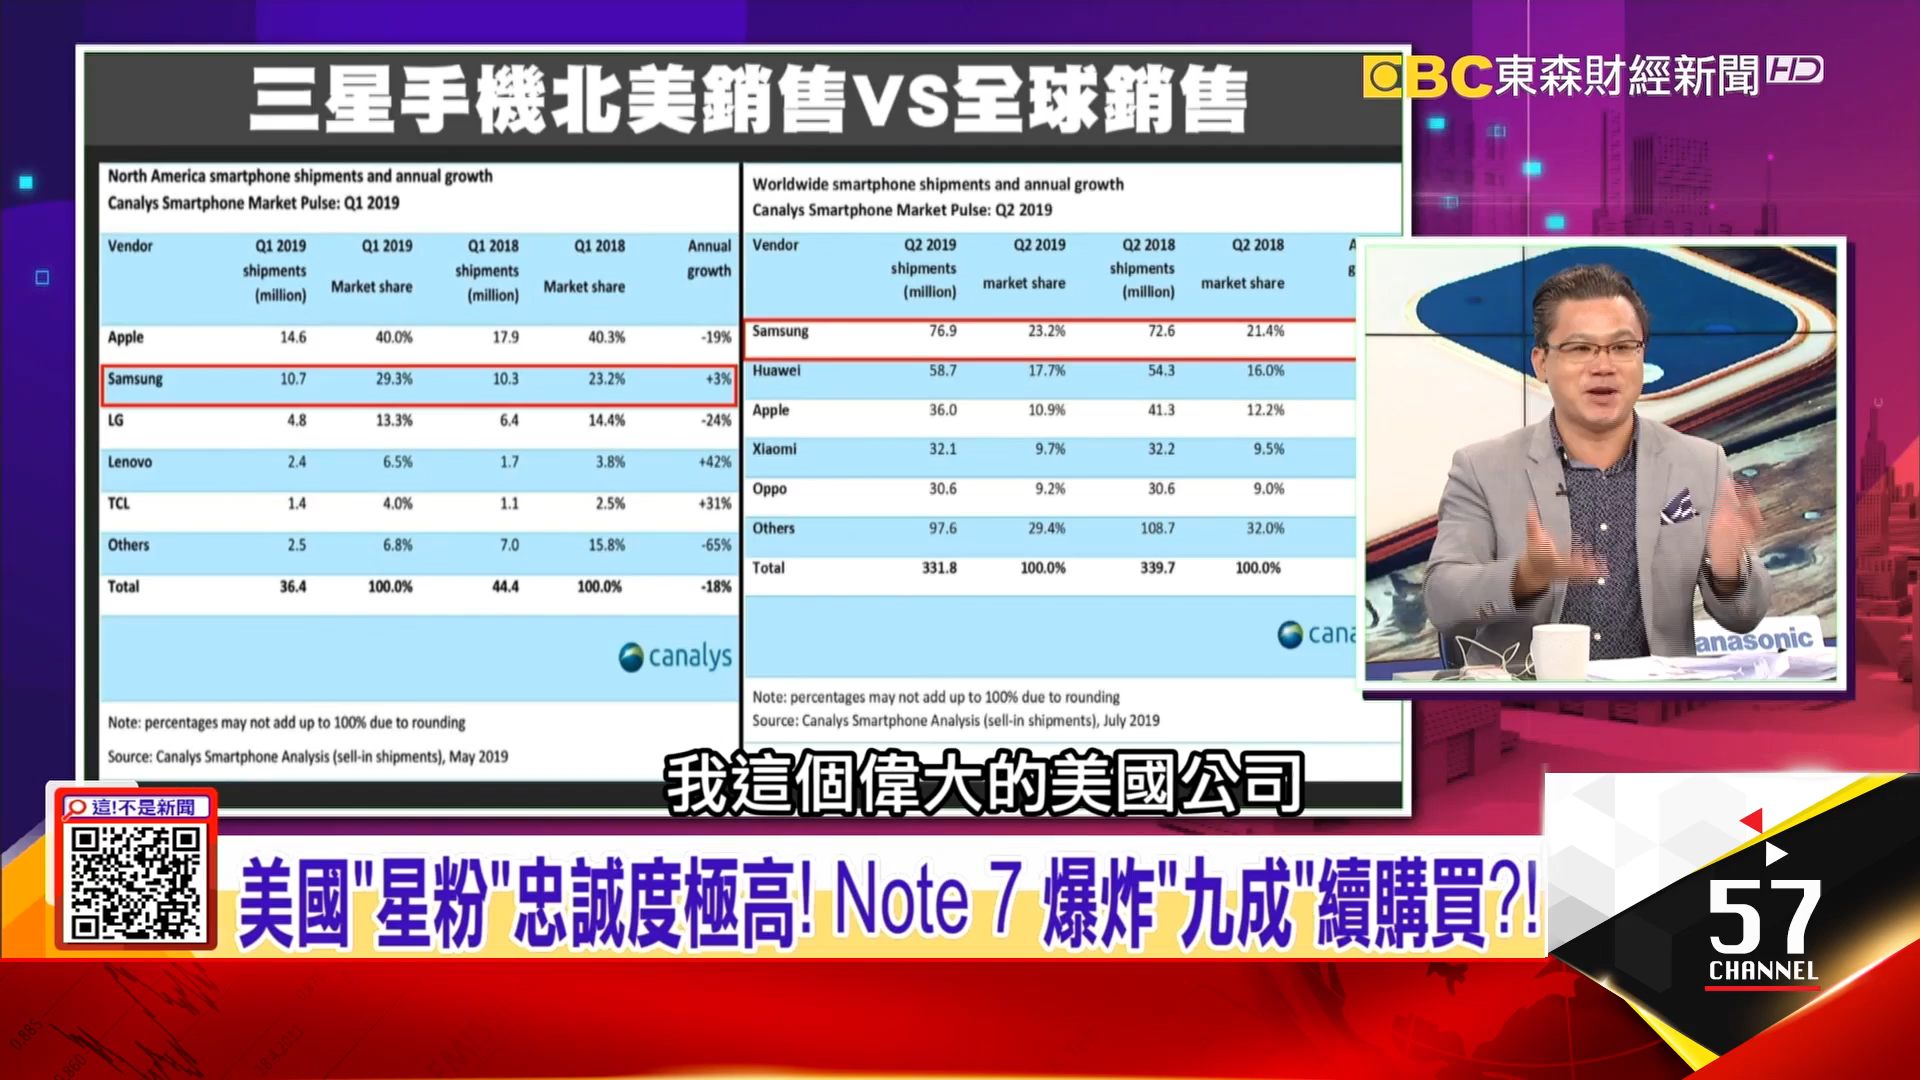 三星手機北美銷售VS全球銷售
EBC東森財經新聞HD
North America smartphone shipments and annual growth
Canalys Smartphone Market Pulse: Q1 2019
Vendor Q1 2019 shipments (million) Q1 2019 Market share Q1 2018 shipments (million) Q1 2018 Market share Annual growth
Apple 14.6 40.0% 17.9 40.3% -19%
Samsung 10.7 29.3% 10.3 23.2% +3%
LG 4.8 13.3% 6.4 14.4% -24%
Lenovo 2.4 6.5% 1.7 3.8% +42%
TCL 1.4 4.0% 1.1 2.5% +31%
Others 2.5 6.8% 7.0 15.8% -65%
Total 36.4 100.0% 44.4 100.0% -18%
canalys
Note: percentages may not add up to 100% due to rounding
Source: Canalys Smartphone Analysis (sell-in shipments), May 2019
Worldwide smartphone shipments and annual growth
Canalys Smartphone Market Pulse: Q2 2019
Vendor Q2 2019 shipments (million) Q2 2019 market share Q2 2018 shipments (million) Q2 2018 market share
Samsung 76.9 23.2% 72.6 21.4%
Huawei 58.7 17.7% 54.3 16.0%
Apple 36.0 10.9% 41.3 12.2%
Xiaomi 32.1 9.7% 32.2 9.5%
Oppo 30.6 9.2% 30.6 9.0%
Others 97.6 29.4% 108.7 32.0%
Total 331.8 100.0% 339.7 100.0%
cana
Note: percentages may not add up to 100% due to rounding
Source: Canalys Smartphone Analysis (sell-in shipments), July 2019
anasonic
我這個偉大的美國公司
這!不是新聞
美國"星粉"忠誠度極高! Note 7 爆炸"九成"續購買?!
57
CHANNEL